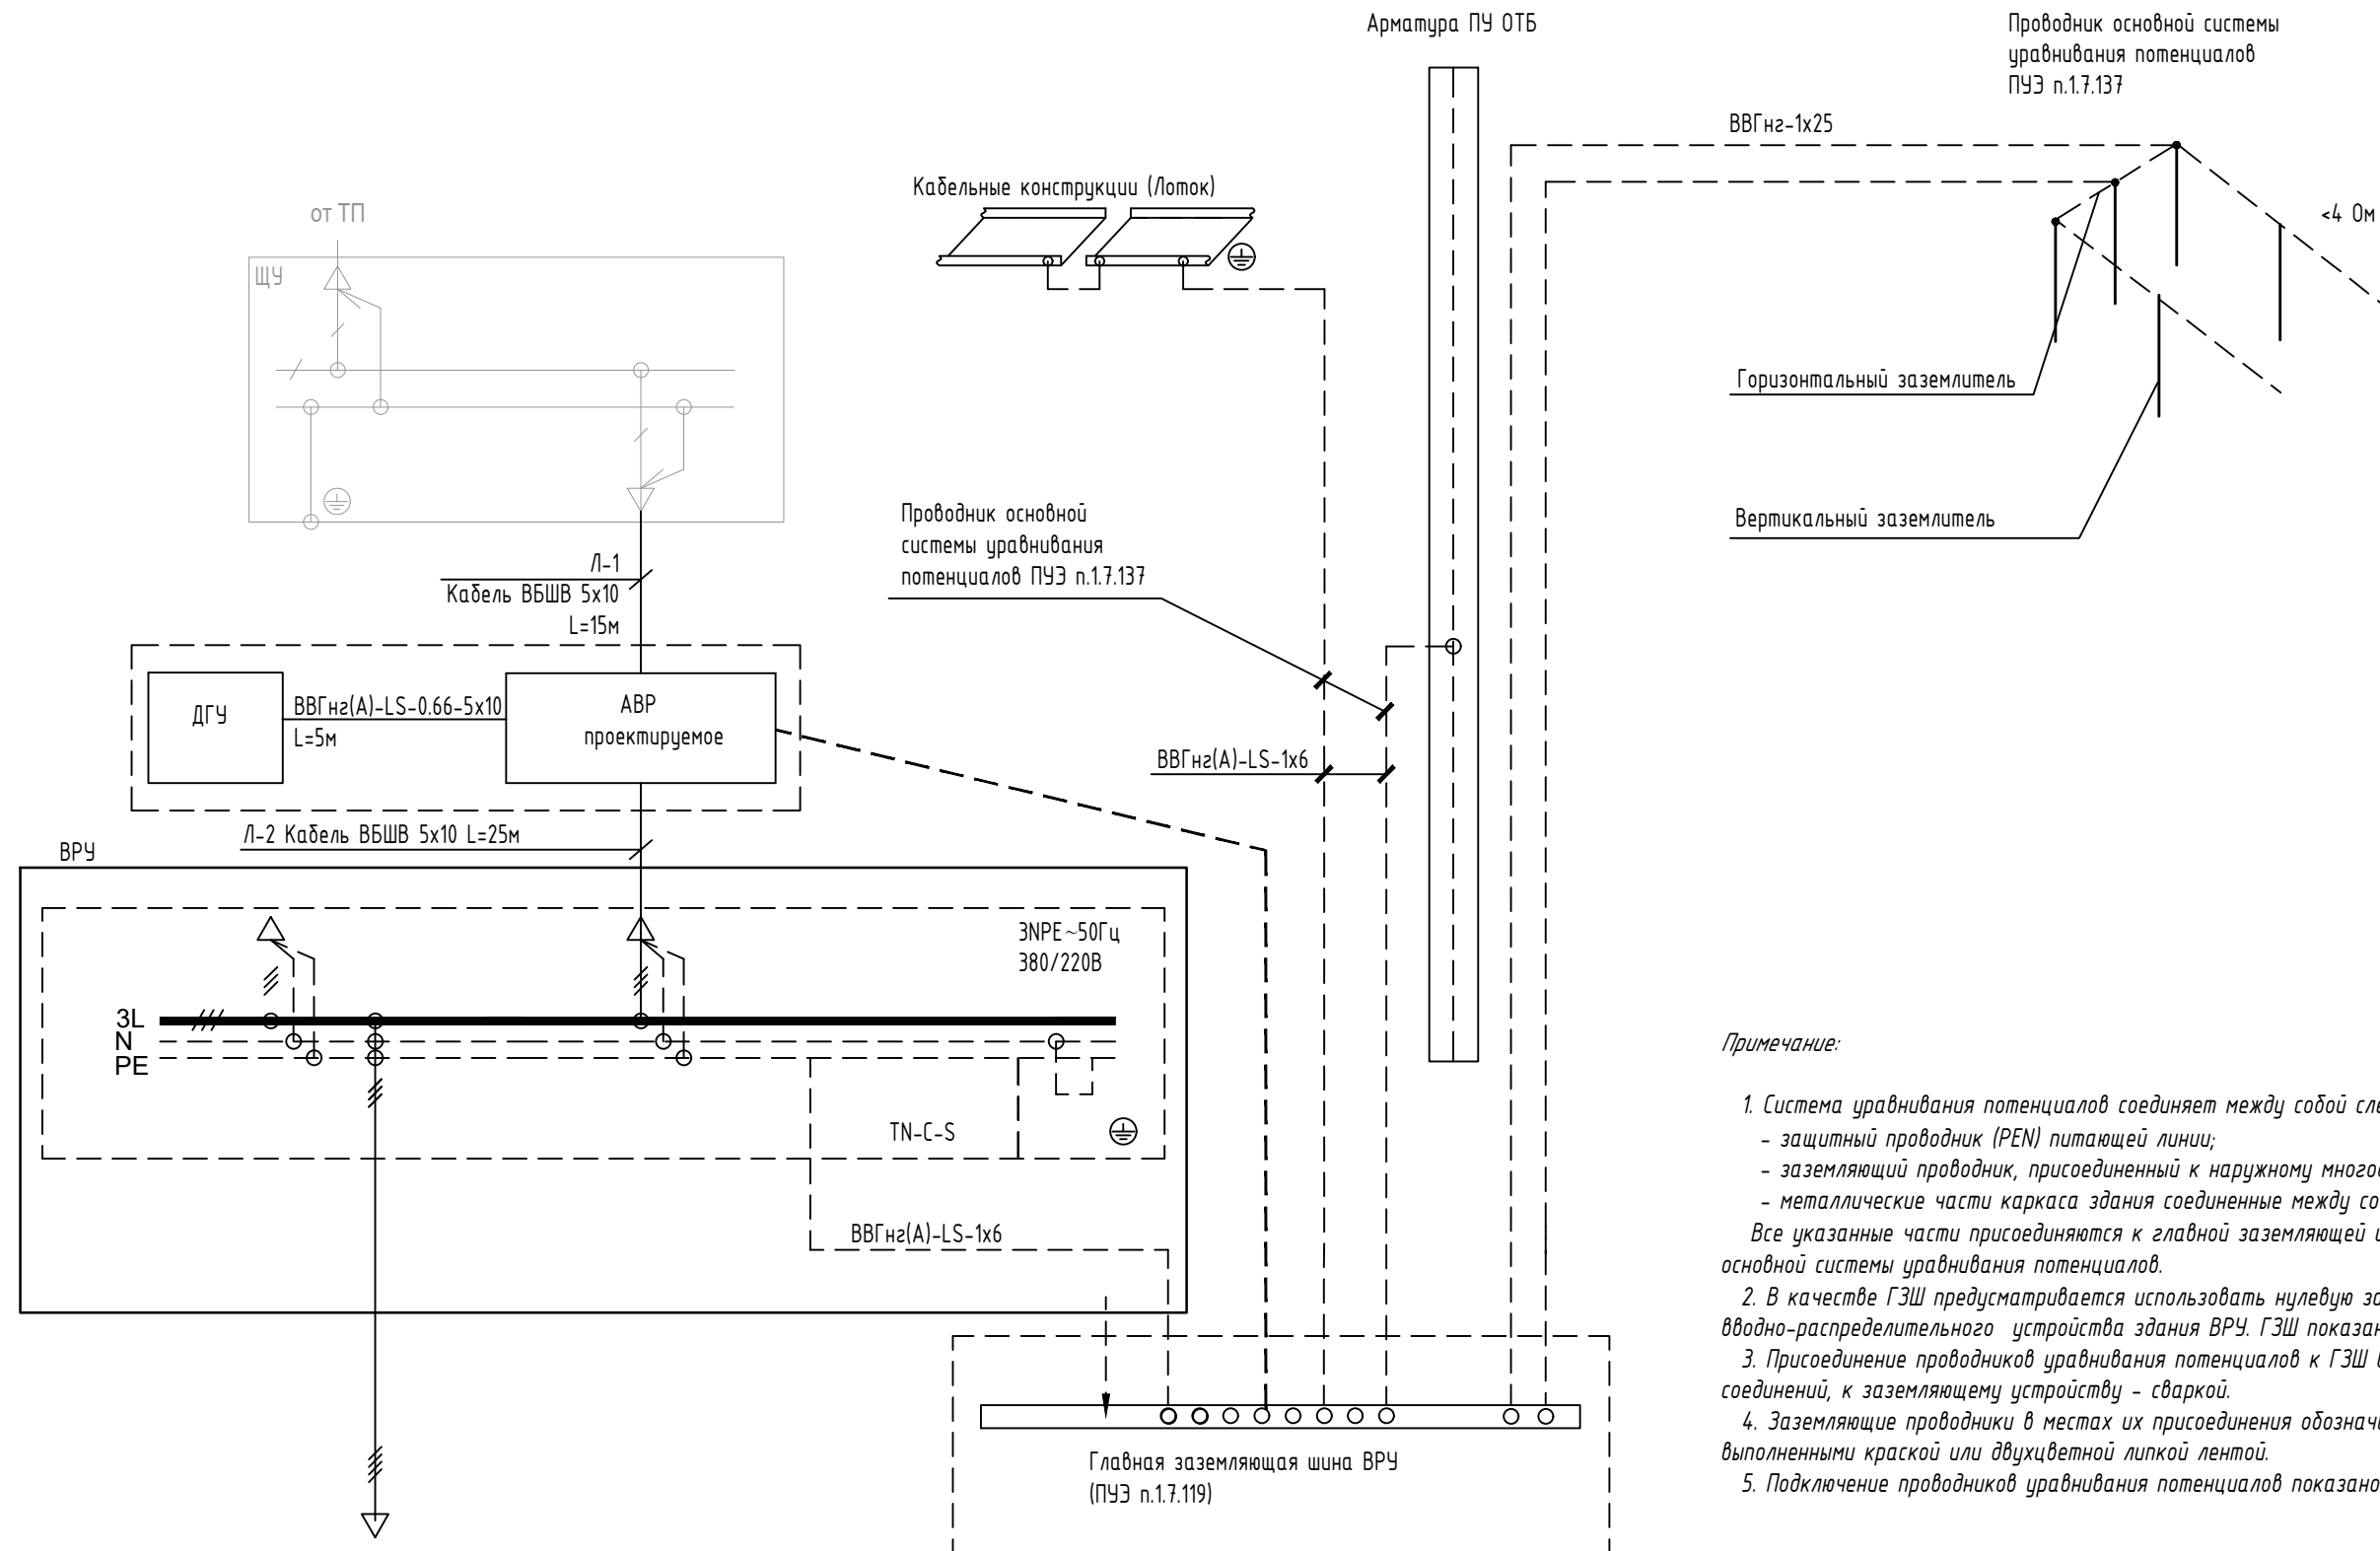 Арматура ПУ ОТБ
Проводник основной системы
уравнивания потенциалов
ПУЭ п.1.7.137
ВВГнг-1х25
Кабельные конструкции (Лоток)
от ТП
<4 Ом
ЩУ
Горизонтальный заземлитель
Вертикальный заземлитель
Проводник основной
системы уравнивания
потенциалов ПУЭ п.1.7.137
Л-1
Кабель ВБШВ 5х10
L=15м
ДГУ
ВВГнг(А)-LS-0.66-5х10
L=5м
АВР
проектируемое
ВВГнг(А)-LS-1х6
Л-2 Кабель ВБШВ 5х10 L=25м
ВРУ
3NPE~50Гц
380/220В
3L
N
PE
TN-C-S
ВВГнг(А)-LS-1х6
Главная заземляющая шина ВРУ
(ПУЭ п.1.7.119)
Примечание:
1. Система уравнивания потенциалов соединяет между собой
- защитный проводник (PEN) питающей линии;
- заземляющий проводник, присоединенный к наружному
- металлические части каркаса здания соединенные между
Все указанные части присоединяются к главной заземляющей
основной системы уравнивания потенциалов.
2. В качестве ГЗШ предусматривается использовать нулевую
вводно-распределительного устройства здания ВРУ. ГЗШ
3. Присоединение проводников уравнивания потенциалов к ГЗШ
соединений, к заземляющему устройству - сваркой.
4. Заземляющие проводники в местах их присоединения
выполненными краской или двухцветной липкой лентой.
5. Подключение проводников уравнивания потенциалов показано